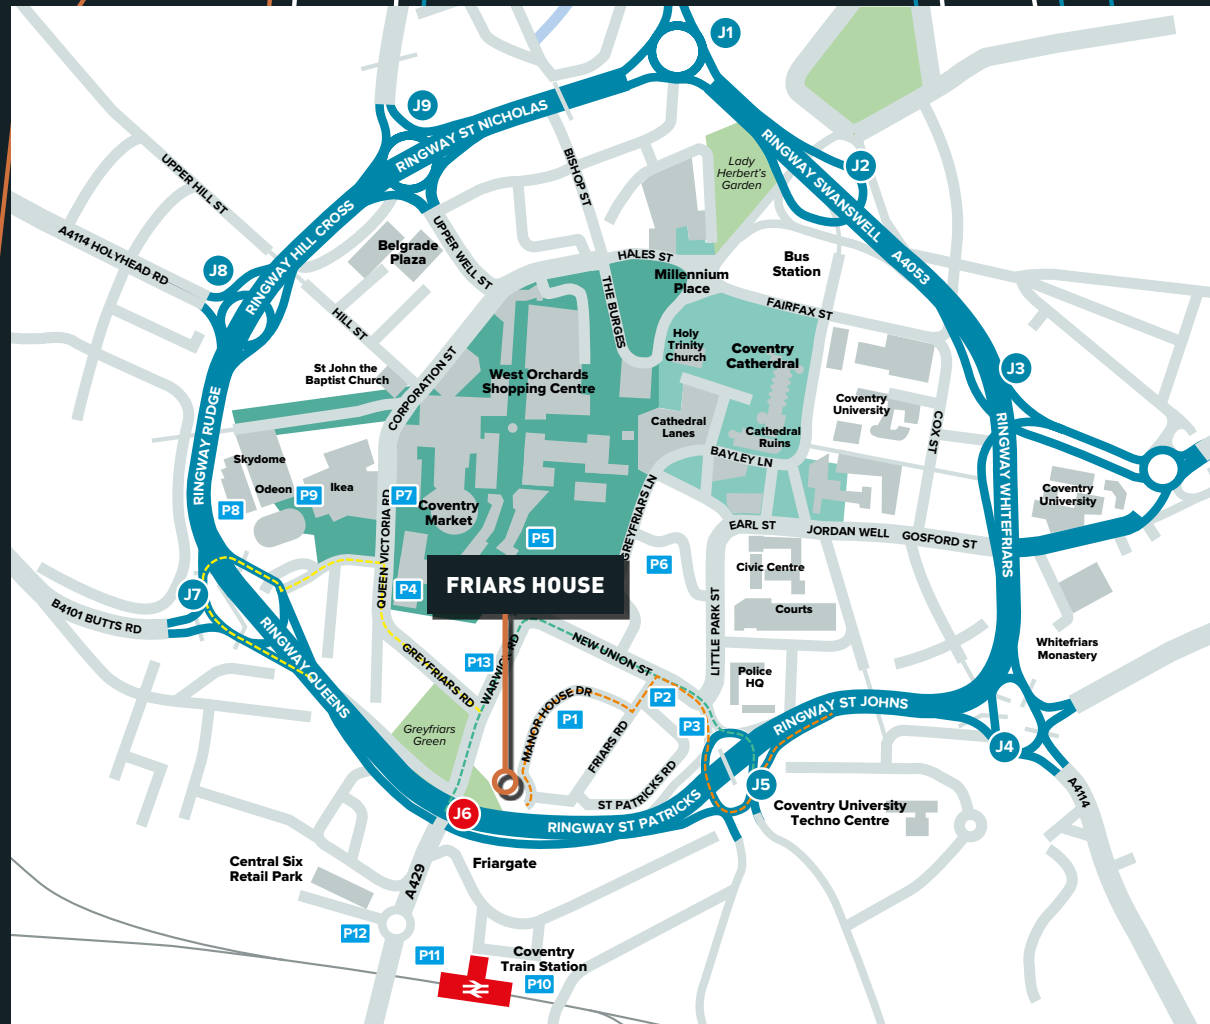 J1
J9
RINGWAY ST NICHOLAS
J2
RINGWAY SWANSWELL
A4053
Lady
Herbert's
Garden
UPPER HILL ST
BISHOP ST
A4114 HOLYHEAD RD
RINGWAY HILL CROSS
J8
Belgrade
Plaza
UPPER WELL ST
HALES ST
Millennium
Place
Bus
Station
THE BURGES
FAIRFAX ST
HILL ST
Holy
Trinity
Church
Coventry
Catherdral
J3
St John the
Baptist Church
CORPORATION ST
West Orchards
Shopping Centre
RINGWAY RUDGE
Coventry
University
COX ST
Cathedral
Lanes
Cathedral
Ruins
BAYLEY LN
RINGWAY WHITEFRIARS
Skydome
Odeon
P9
Ikea
P7
P8
QUEEN VICTORIA RD
Coventry
Market
P5
GREYFRIARS LN
EARL ST
JORDAN WELL
GOSFORD ST
Coventry
University
P6
Civic Centre
FRIARS HOUSE
P4
J7
B4101 BUTTS RD
Courts
LITTLE PARK ST
Whitefriars
Monastery
RINGWAY QUEENS
GREYFRIARS RD
P13
WARWICK RD
NEW UNION ST
Police
HQ
MANOR HOUSE DR
P2
P1
P3
FRIARS RD
RINGWAY ST JOHNS
Greyfriars
Green
J4
ST PATRICKS RD
J5
A4114
J6
RINGWAY ST PATRICKS
Coventry University
Techno Centre
Friargate
Central Six
Retail Park
A429
P12
P11
Coventry
Train Station
P10